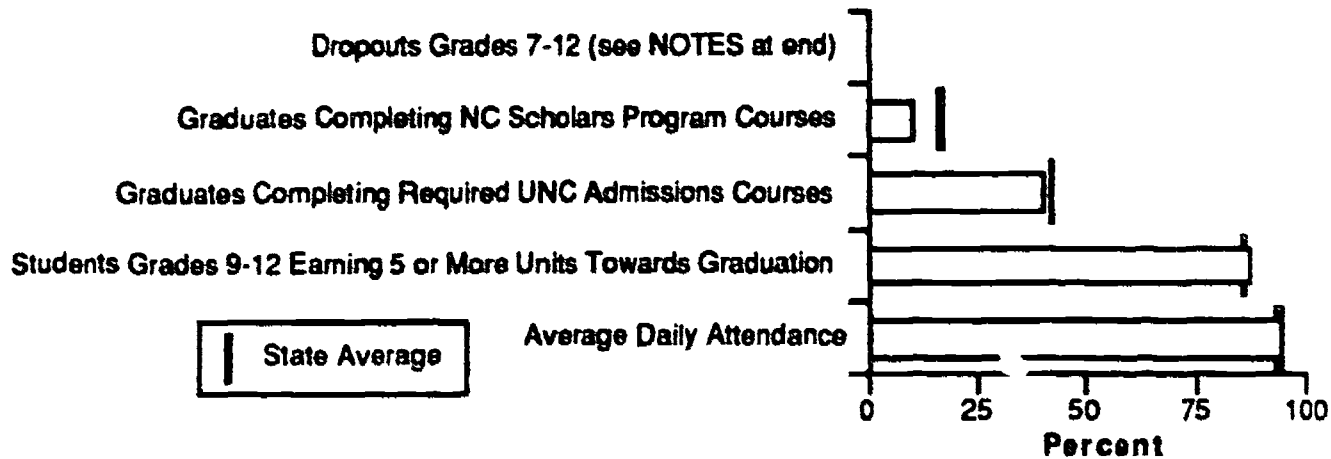 Dropouts Grades 7-12 (see NOTES at end)
Graduates Completing NC Scholars Program Courses
Graduates Completing Required UNC Admissions Courses
Students Grades 9-12 Earning 5 or More Units Towards Graduation
Average Daily Attendance
State Average
0 25 50 75 100
Percent